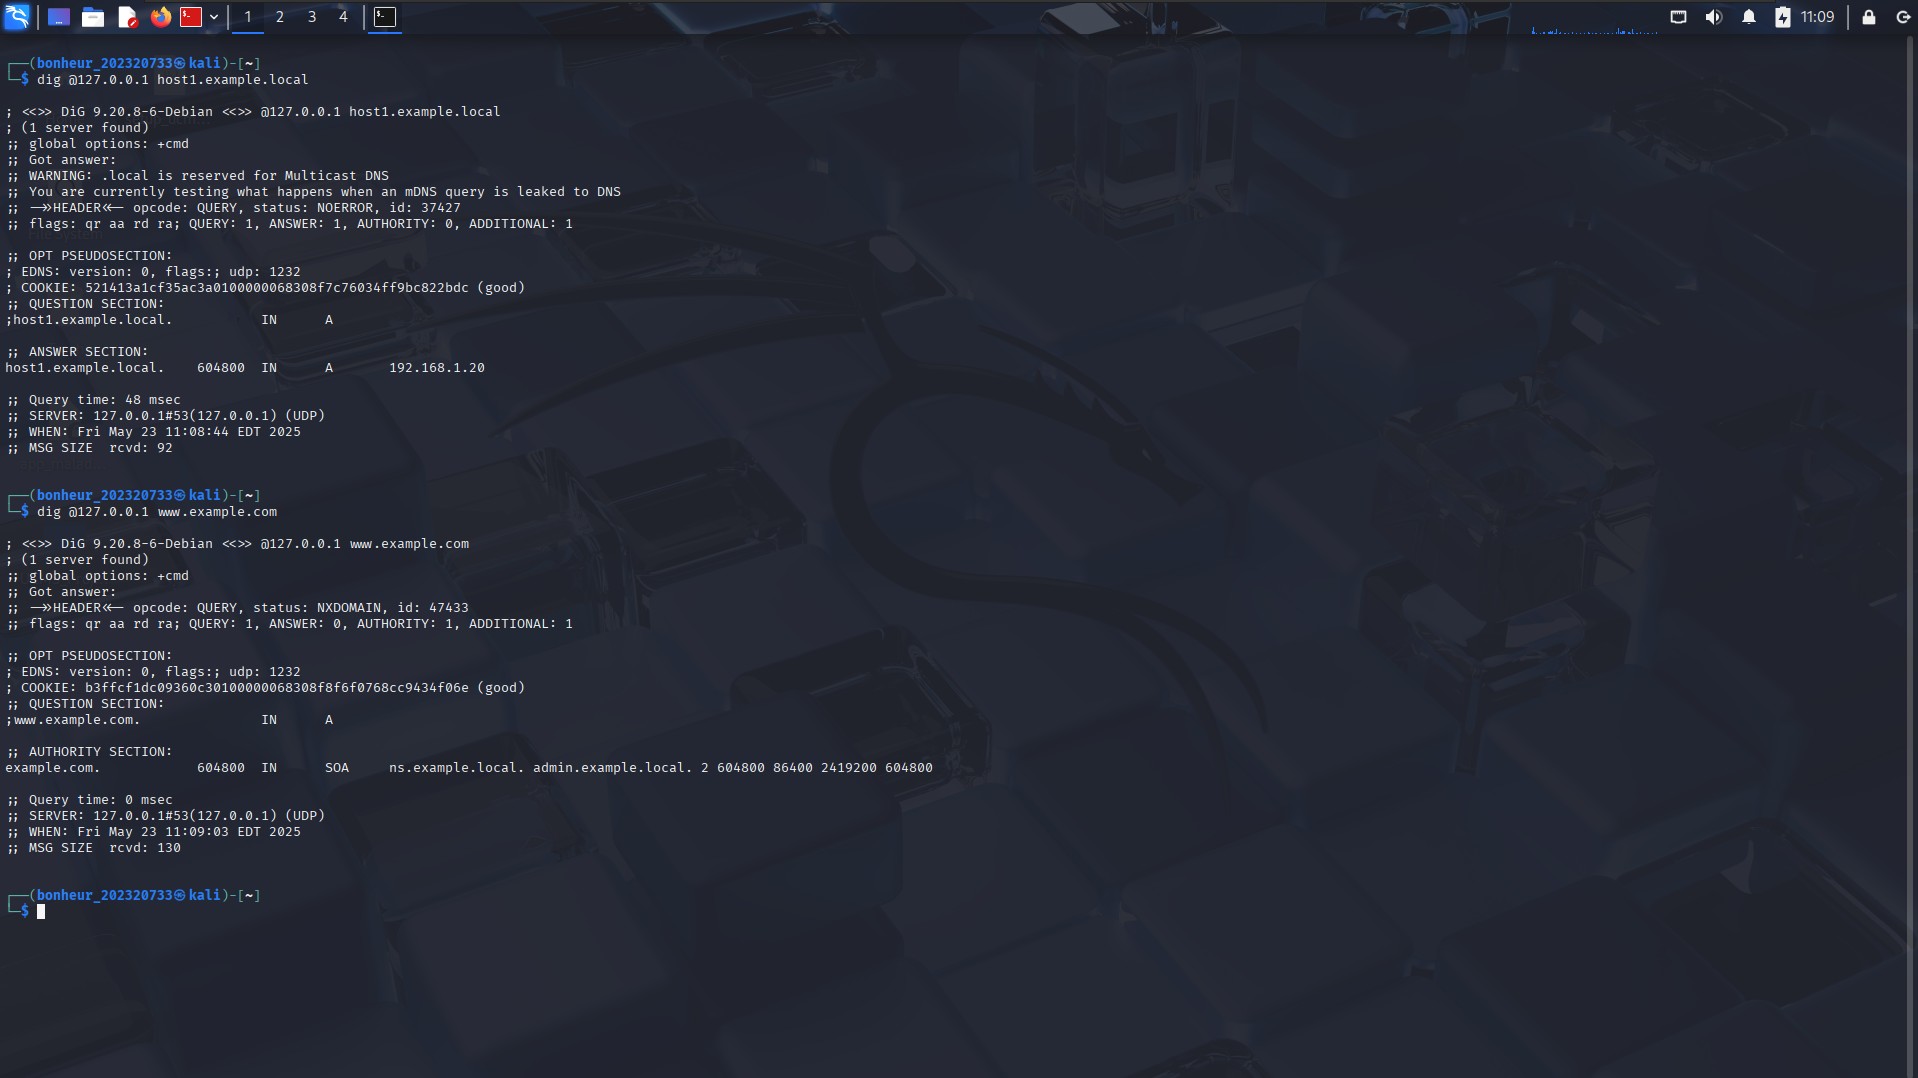 1 2 3 4 11:09
┌──(bonheur_202320733㉿kali)-[~]
└─$ dig @127.0.0.1 host1.example.local
; <<>> DiG 9.20.8-6-Debian <<>> @127.0.0.1 host1.example.local
; (1 server found)
;; global options: +cmd
;; Got answer:
;; WARNING: .local is reserved for Multicast DNS
;; You are currently testing what happens when an mDNS query is leaked to DNS
;; ->>HEADER<<- opcode: QUERY, status: NOERROR, id: 37427
;; flags: qr aa rd ra; QUERY: 1, ANSWER: 1, AUTHORITY: 0, ADDITIONAL: 1
;; OPT PSEUDOSECTION:
; EDNS: version: 0, flags:; udp: 1232
; COOKIE: 521413a1cf35ac3a0100000068308f7c76034ff9bc822bdc (good)
;; QUESTION SECTION:
;host1.example.local. IN A
;; ANSWER SECTION:
host1.example.local. 604800 IN A 192.168.1.20
;; Query time: 48 msec
;; SERVER: 127.0.0.1#53(127.0.0.1) (UDP)
;; WHEN: Fri May 23 11:08:44 EDT 2025
;; MSG SIZE rcvd: 92
┌──(bonheur_202320733㉿kali)-[~]
└─$ dig @127.0.0.1 www.example.com
; <<>> DiG 9.20.8-6-Debian <<>> @127.0.0.1 www.example.com
; (1 server found)
;; global options: +cmd
;; Got answer:
;; ->>HEADER<<- opcode: QUERY, status: NXDOMAIN, id: 47433
;; flags: qr aa rd ra; QUERY: 1, ANSWER: 0, AUTHORITY: 1, ADDITIONAL: 1
;; OPT PSEUDOSECTION:
; EDNS: version: 0, flags:; udp: 1232
; COOKIE: b3ffcf1dc09360c30100000068308f8f6f0768cc9434f06e (good)
;; QUESTION SECTION:
;www.example.com. IN A
;; AUTHORITY SECTION:
example.com. 604800 IN SOA ns.example.local. admin.example.local. 2 604800 86400 2419200 604800
;; Query time: 0 msec
;; SERVER: 127.0.0.1#53(127.0.0.1) (UDP)
;; WHEN: Fri May 23 11:09:03 EDT 2025
;; MSG SIZE rcvd: 130
┌──(bonheur_202320733㉿kali)-[~]
└─$